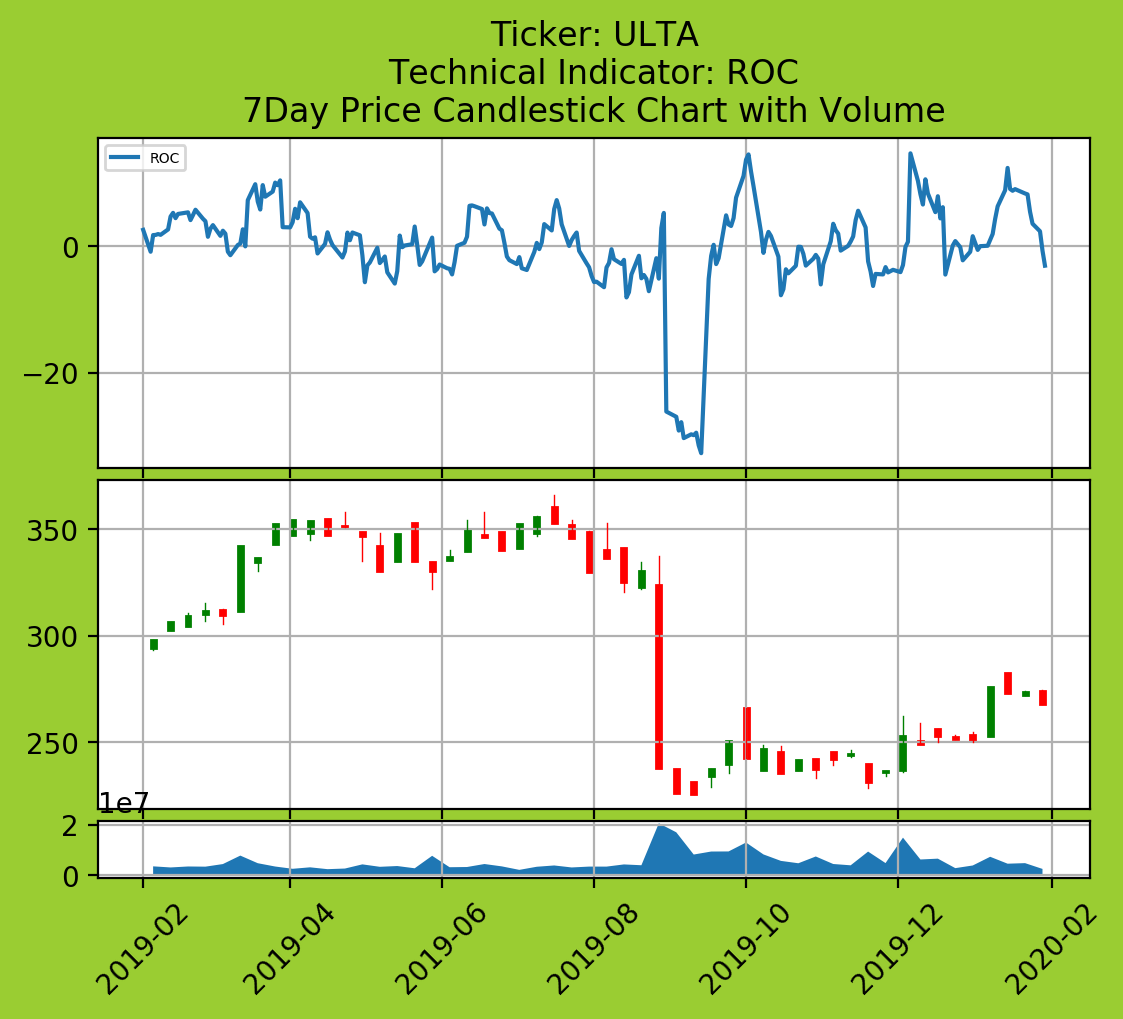 Ticker: ULTA
Technical Indicator: ROC
7Day Price Candlestick Chart with Volume
ROC
0
−20
350
300
250
1e7
2
0
2019-02 2019-04 2019-06 2019-08 2019-10 2019-12 2020-02